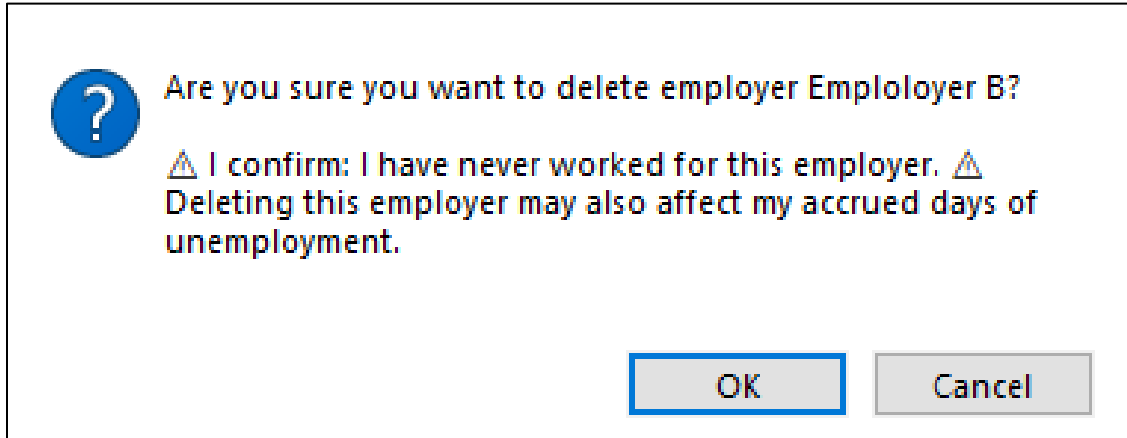 Are you sure you want to delete employer Emploloyer B?
⚠ I confirm: I have never worked for this employer. ⚠
Deleting this employer may also affect my accrued days of
unemployment.
OK
Cancel